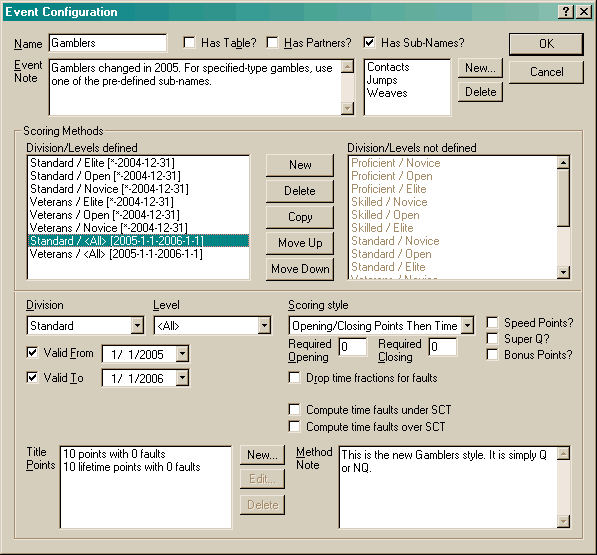 Event Configuration
Name
Gamblers
Has Table?
Has Partners?
Has Sub-Names?
OK
Event
Note
Gamblers changed in 2005. For specified-type gambles, use
one of the pre-defined sub-names.
Contacts
Jumps
Weaves
New...
Delete
Cancel
Scoring Methods
Division/Levels defined
Standard / Elite [*-2004-12-31]
Standard / Open [*-2004-12-31]
Standard / Novice [*-2004-12-31]
Veterans / Elite [*-2004-12-31]
Veterans / Open [*-2004-12-31]
Veterans / Novice [*-2004-12-31]
Standard / <All> [2005-1-1-2006-1-1]
Veterans / <All> [2005-1-1-2006-1-1]
New
Delete
Copy
Move Up
Move Down
Division/Levels not defined
Proficient / Novice
Proficient / Open
Proficient / Elite
Skilled / Novice
Skilled / Open
Skilled / Elite
Standard / Novice
Standard / Open
Standard / Elite
Veterans / Novice
Division
Standard
Level
<All>
Valid From
1/ 1/2005
Valid To
1/ 1/2006
Scoring style
Opening/Closing Points Then Time
Required
Opening
0
Required
Closing
0
Speed Points?
Super Q?
Bonus Points?
Drop time fractions for faults
Compute time faults under SCT
Compute time faults over SCT
Title
Points
10 points with 0 faults
10 lifetime points with 0 faults
New...
Edit...
Delete
Method
Note
This is the new Gamblers style. It is simply Q
or NQ.